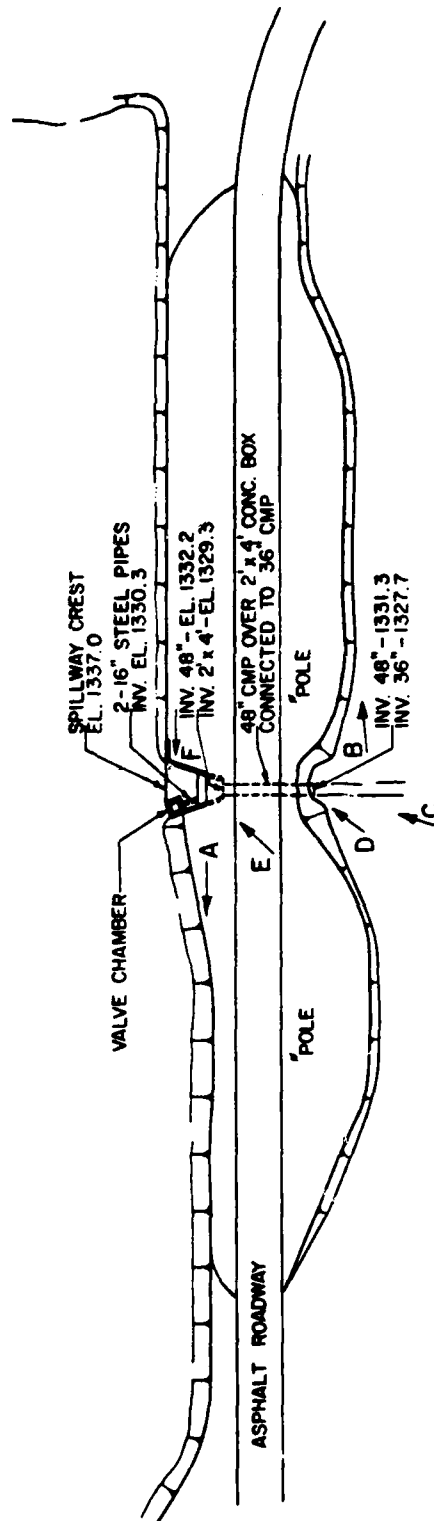 VALVE CHAMBER
SPILLWAY CREST
EL. 1337.0
2-16" STEEL PIPES
INV. EL. 1330.3
INV. 48"-EL. 1332.2
INV. 2'x 4'-EL. 1329.3
F
A
48" CMP OVER 2' x 4' CONC. BOX
CONNECTED TO 36" CMP
E
ASPHALT ROADWAY
"POLE
"POLE
B
D
C
INV. 48"-1331.3
INV. 36"-1327.7